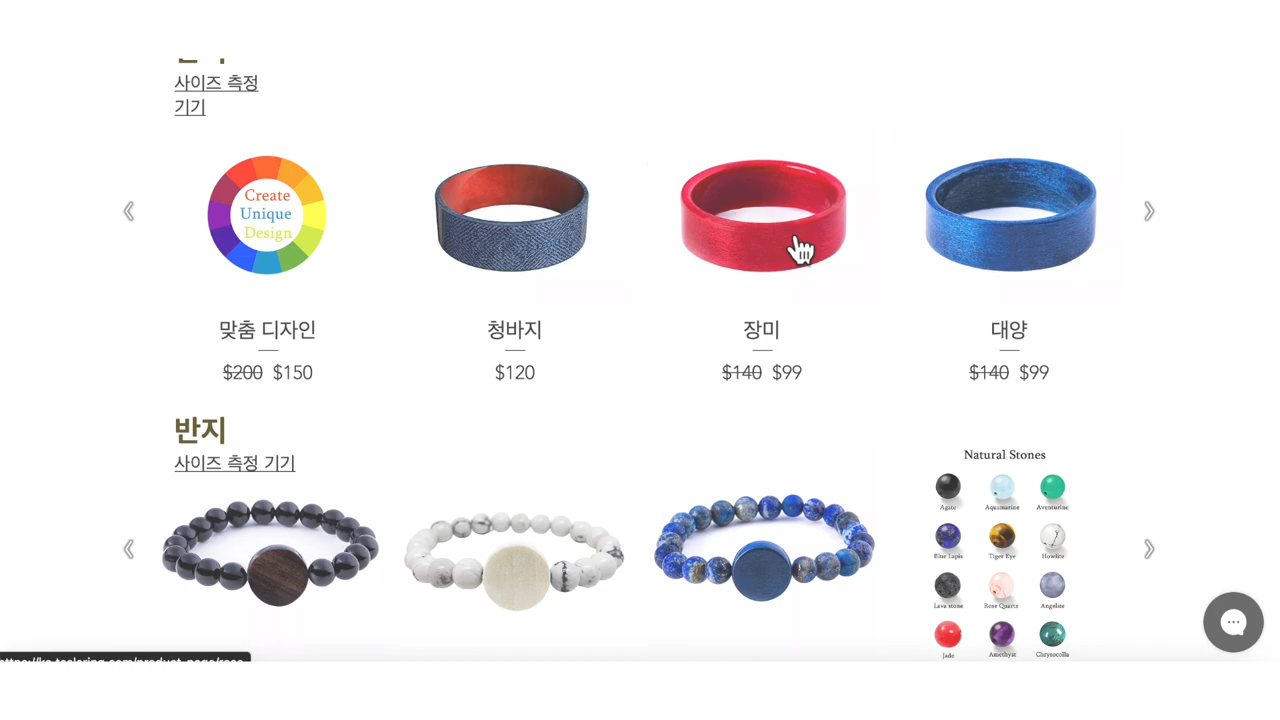 사이즈 측정
기기
Create
Unique
Design
맞춤 디자인
$200 $150
청바지
$120
장미
$140 $99
대양
$140 $99
반지
사이즈 측정 기기
Natural Stones
Agate Aquamarine Aventurine
Blue Lapis Tiger Eye Howlite
Lava stone Rose Quartz Angelite
Jade Amethyst Chrysocolla